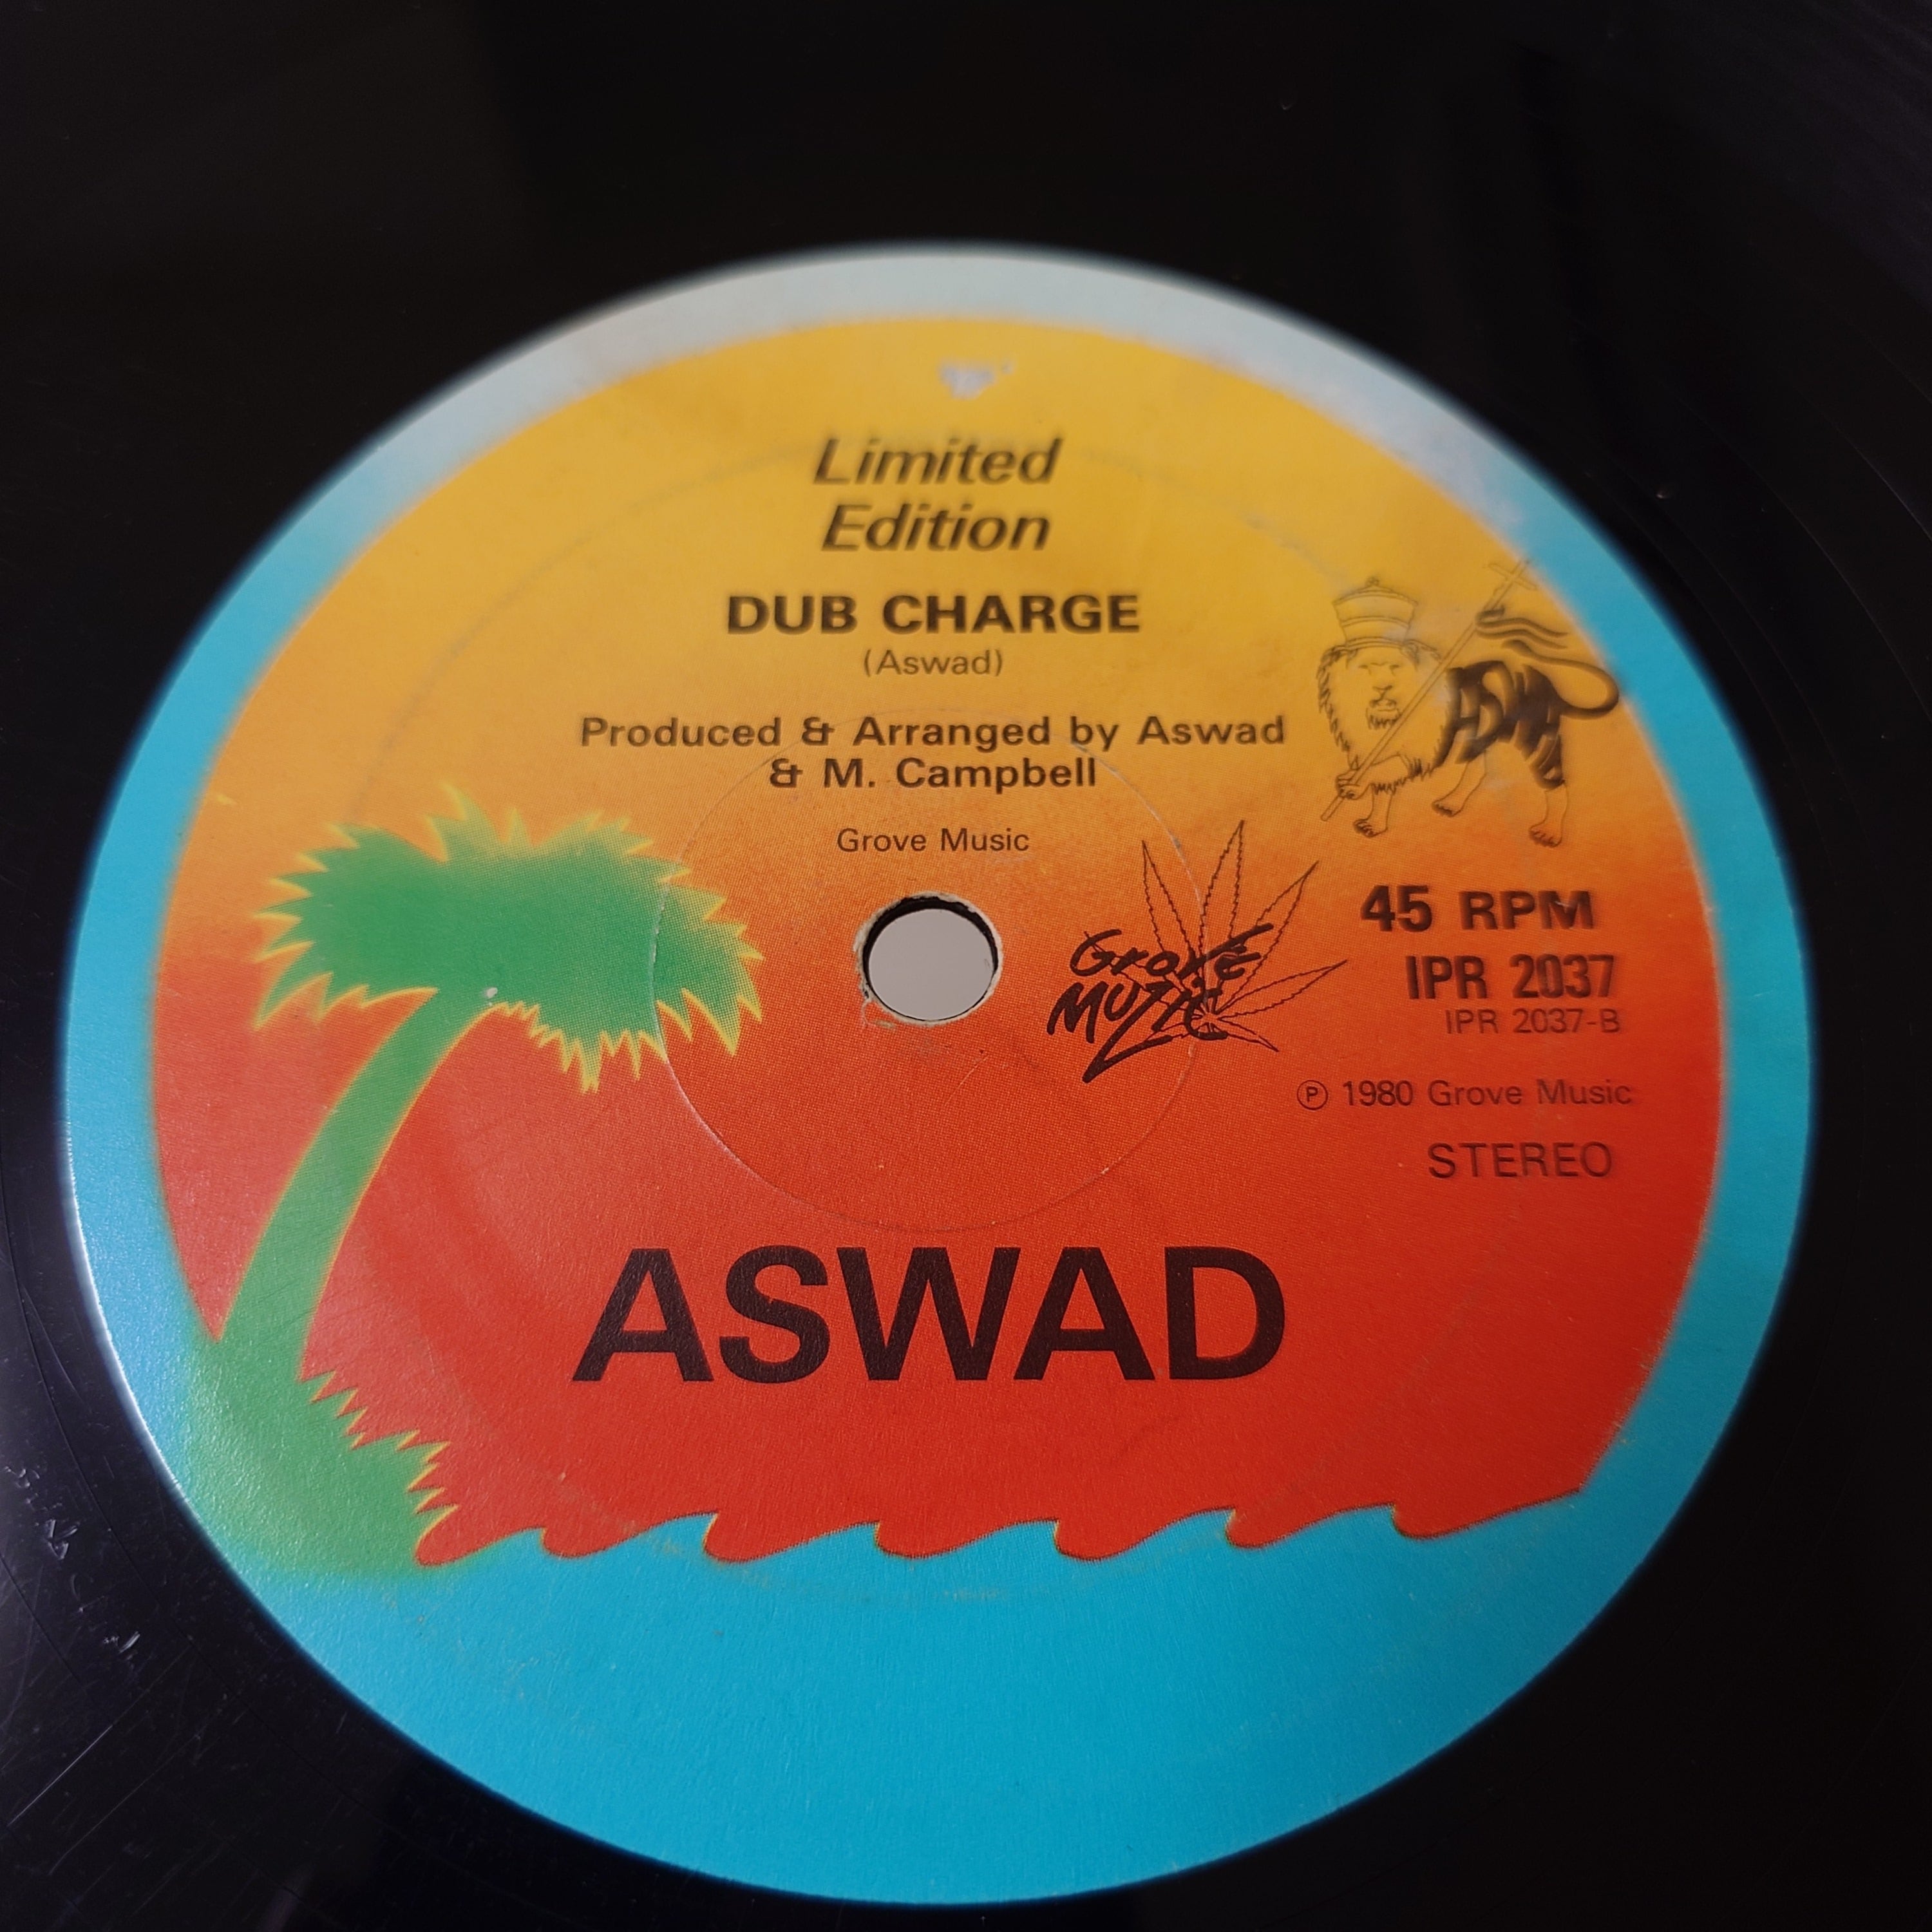 Limited
Edition
DUB CHARGE
(Aswad)
Produced & Arranged by Aswad
& M. Campbell
Grove Music
ASWAD
Grove
Muzic
45 RPM
IPR 2037
IPR 2037-B
Ⓟ 1980 Grove Music
STEREO
ASWAD